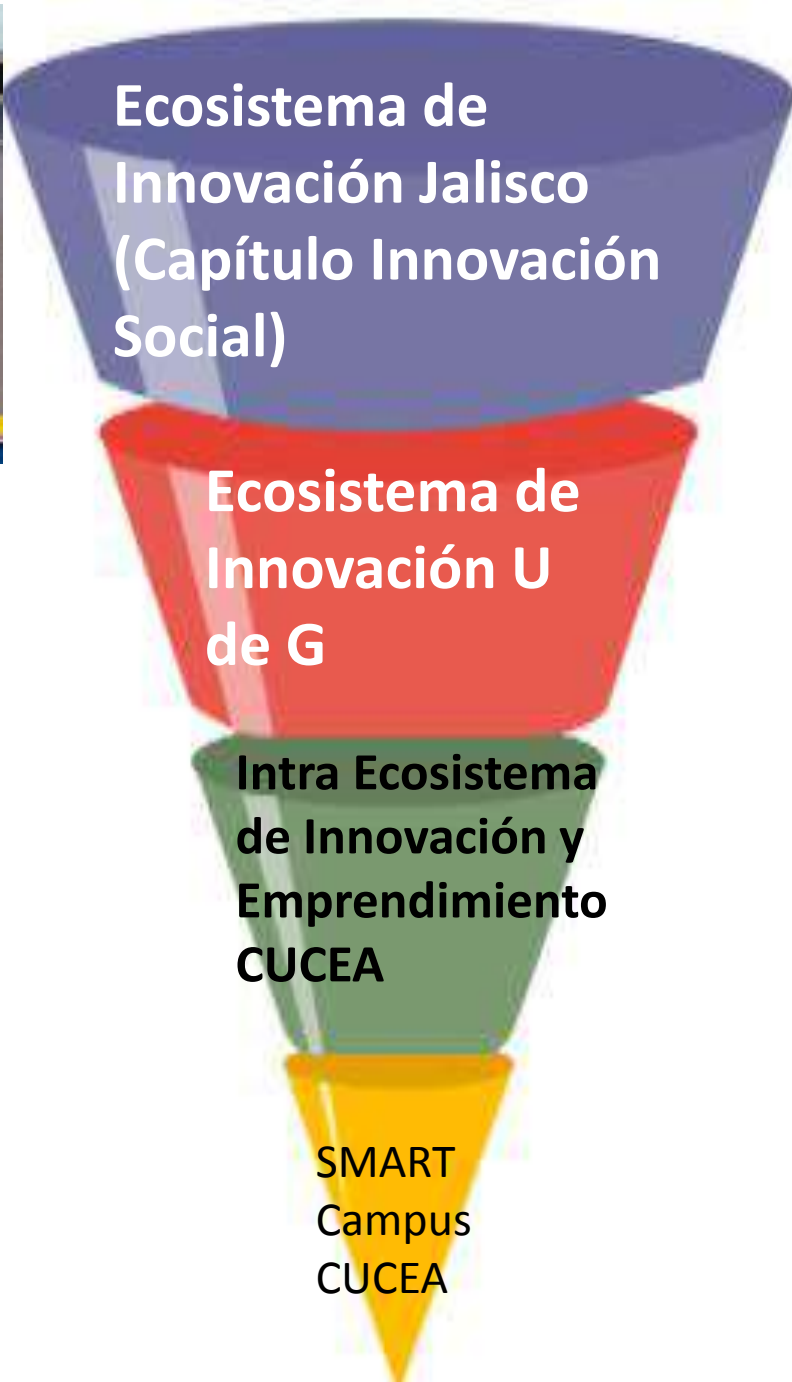 Ecosistema de
Innovación Jalisco
(Capítulo Innovación
Social)
Ecosistema de
Innovación U
de G
Intra Ecosistema
de Innovación y
Emprendimiento
CUCEA
SMART
Campus
CUCEA